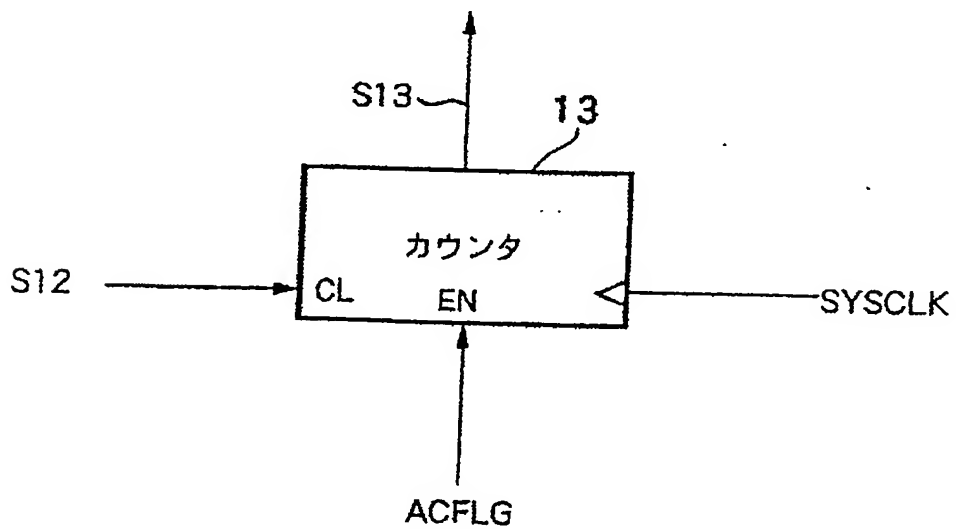 S13
13
カウンタ
S12
CL
EN
SYSCLK
ACFLG